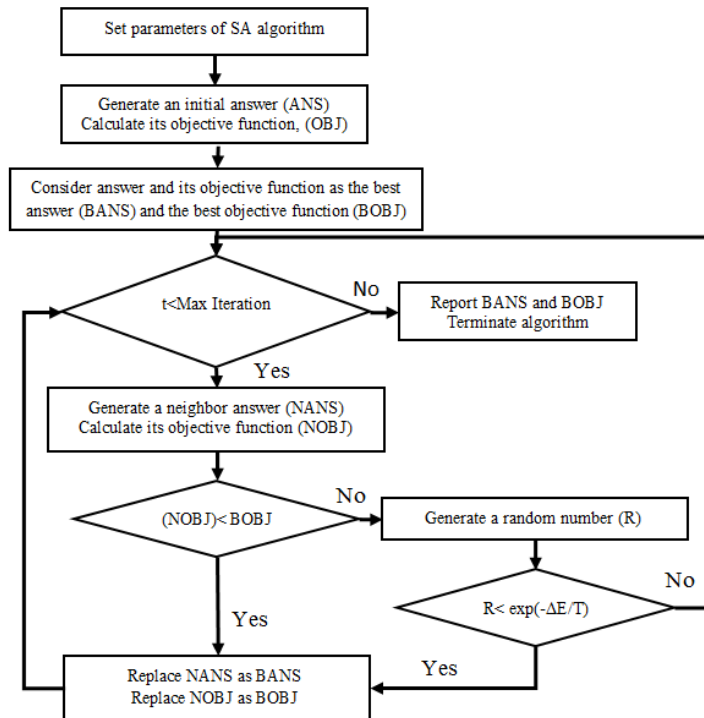 Set parameters of SA algorithm
Generate an initial answer (ANS)
Calculate its objective function, (OBJ)
Consider answer and its objective function as the best
answer (BANS) and the best objective function (BOBJ)
t<Max Iteration
No
Report BANS and BOBJ
Terminate algorithm
Yes
Generate a neighbor answer (NANS)
Calculate its objective function (NOBJ)
(NOBJ)< BOBJ
No
Generate a random number (R)
R< exp(-ΔE/T)
No
Yes
Yes
Replace NANS as BANS
Replace NOBJ as BOBJ